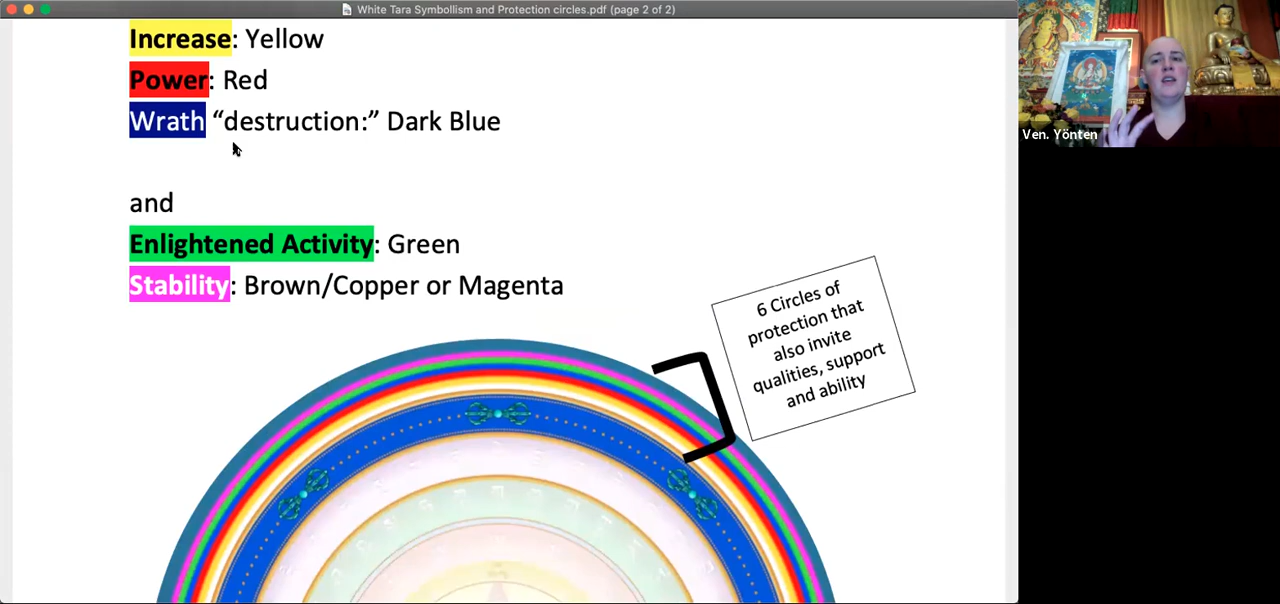 White Tara Symbollism and Protection circles.pdf (page 2 of 2)
Increase: Yellow
Power: Red
Wrath “destruction:” Dark Blue
and
Enlightened Activity: Green
Stability: Brown/Copper or Magenta
6 Circles of
protection that
also invite
qualities, support
and ability
Ven. Yönten